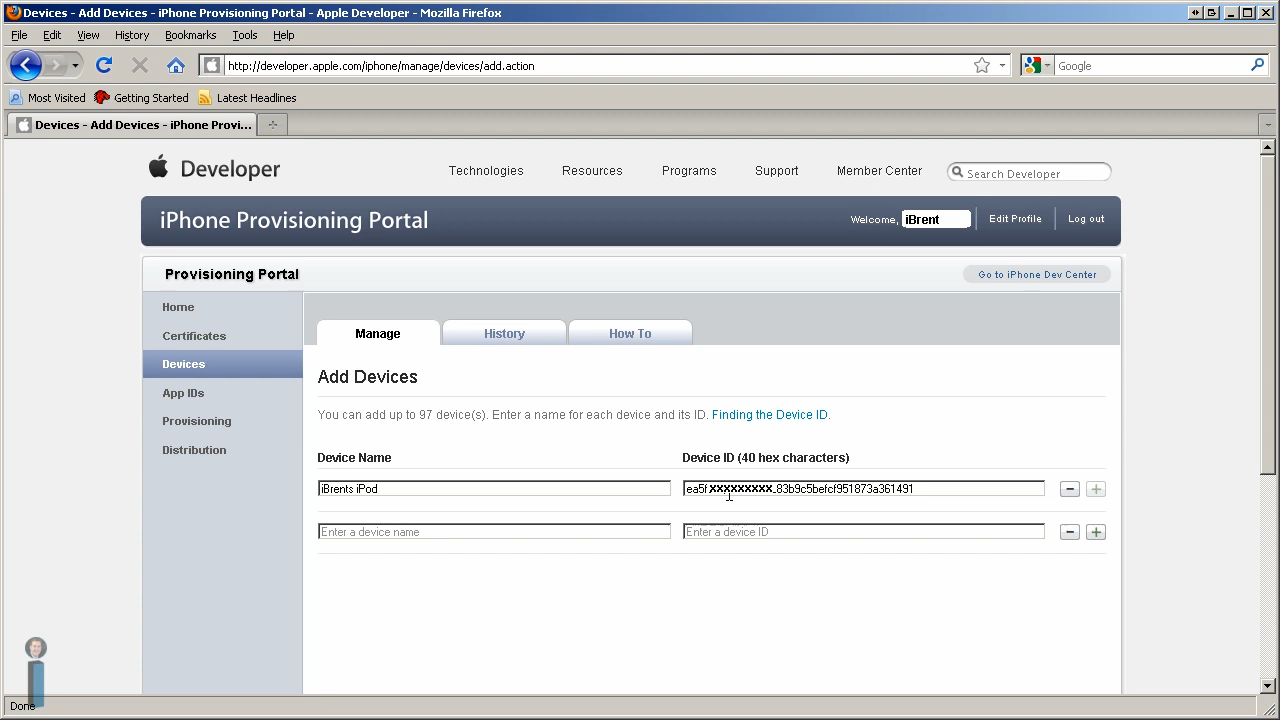 Devices - Add Devices - iPhone Provisioning Portal - Apple Developer - Mozilla Firefox
File Edit View History Bookmarks Tools Help
http://developer.apple.com/iphone/manage/devices/add.action Google
Most Visited Getting Started Latest Headlines
Devices - Add Devices - iPhone Provi...
Developer Technologies Resources Programs Support Member Center Search Developer
iPhone Provisioning Portal Welcome, iBrent Edit Profile Log out
Provisioning Portal Go to iPhone Dev Center
Home
Certificates
Devices
App IDs
Provisioning
Distribution
Manage History How To
Add Devices
You can add up to 97 device(s). Enter a name for each device and its ID. Finding the Device ID.
Device Name Device ID (40 hex characters)
iBrents iPod ea5fXXXXXXXXX.83b9c5befcf951873a361491
Enter a device name Enter a device ID
Done